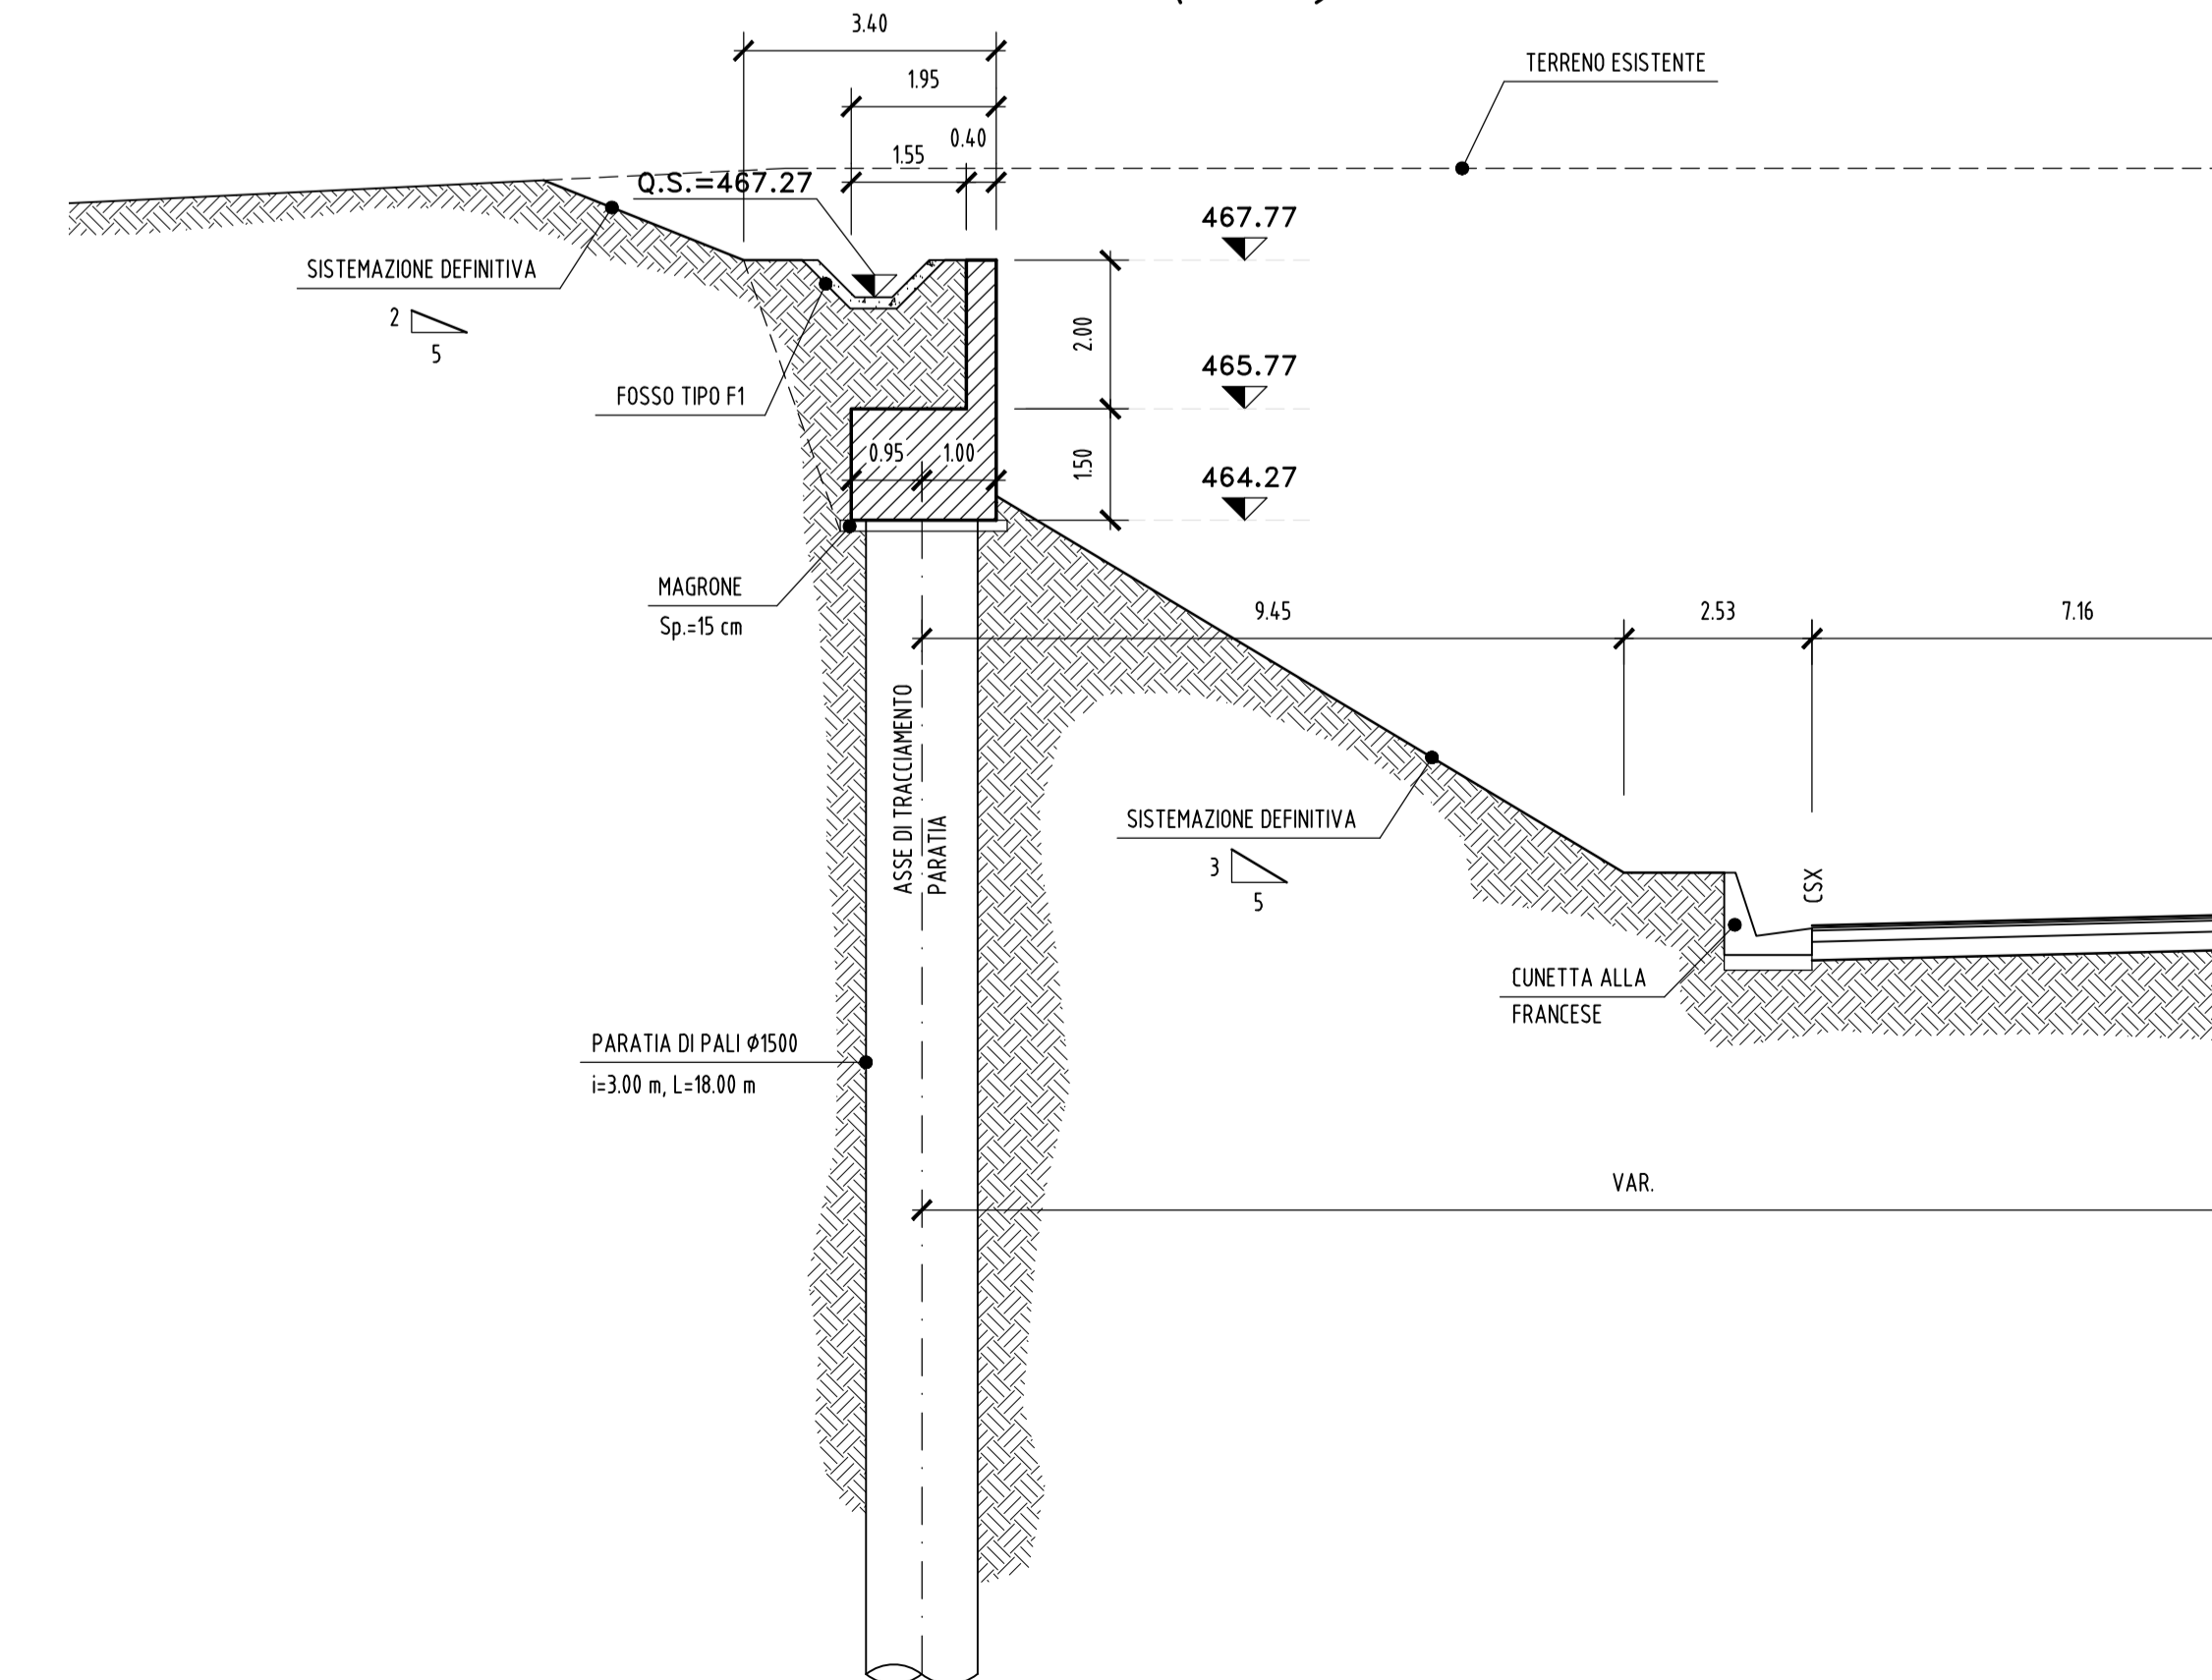 3.40
1.95
0.40
1.55
TERRENO ESISTENTE
Q.S.=467.27
467.77
SISTEMAZIONE DEFINITIVA
2
5
2.00
465.77
FOSSO TIPO F1
0.95
1.00
1.50
464.27
MAGRONE
Sp.=15 cm
9.45
2.53
7.16
ASSE DI TRACCIAMENTO
PARATIA
SISTEMAZIONE DEFINITIVA
3
5
CSX
CUNETTA ALLA
FRANCESE
PARATIA DI PALI Ø1500
i=3.00 m, L=18.00 m
VAR.